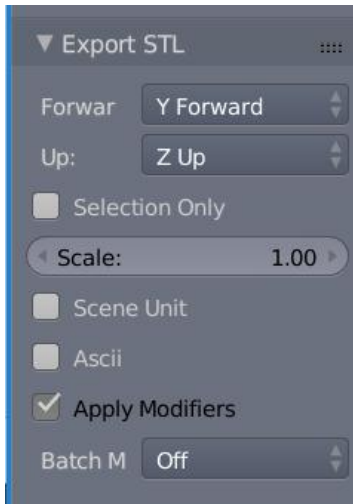 Export STL
Forwar Y Forward
Up: Z Up
Selection Only
Scale: 1.00
Scene Unit
Ascii
Apply Modifiers
Batch M Off